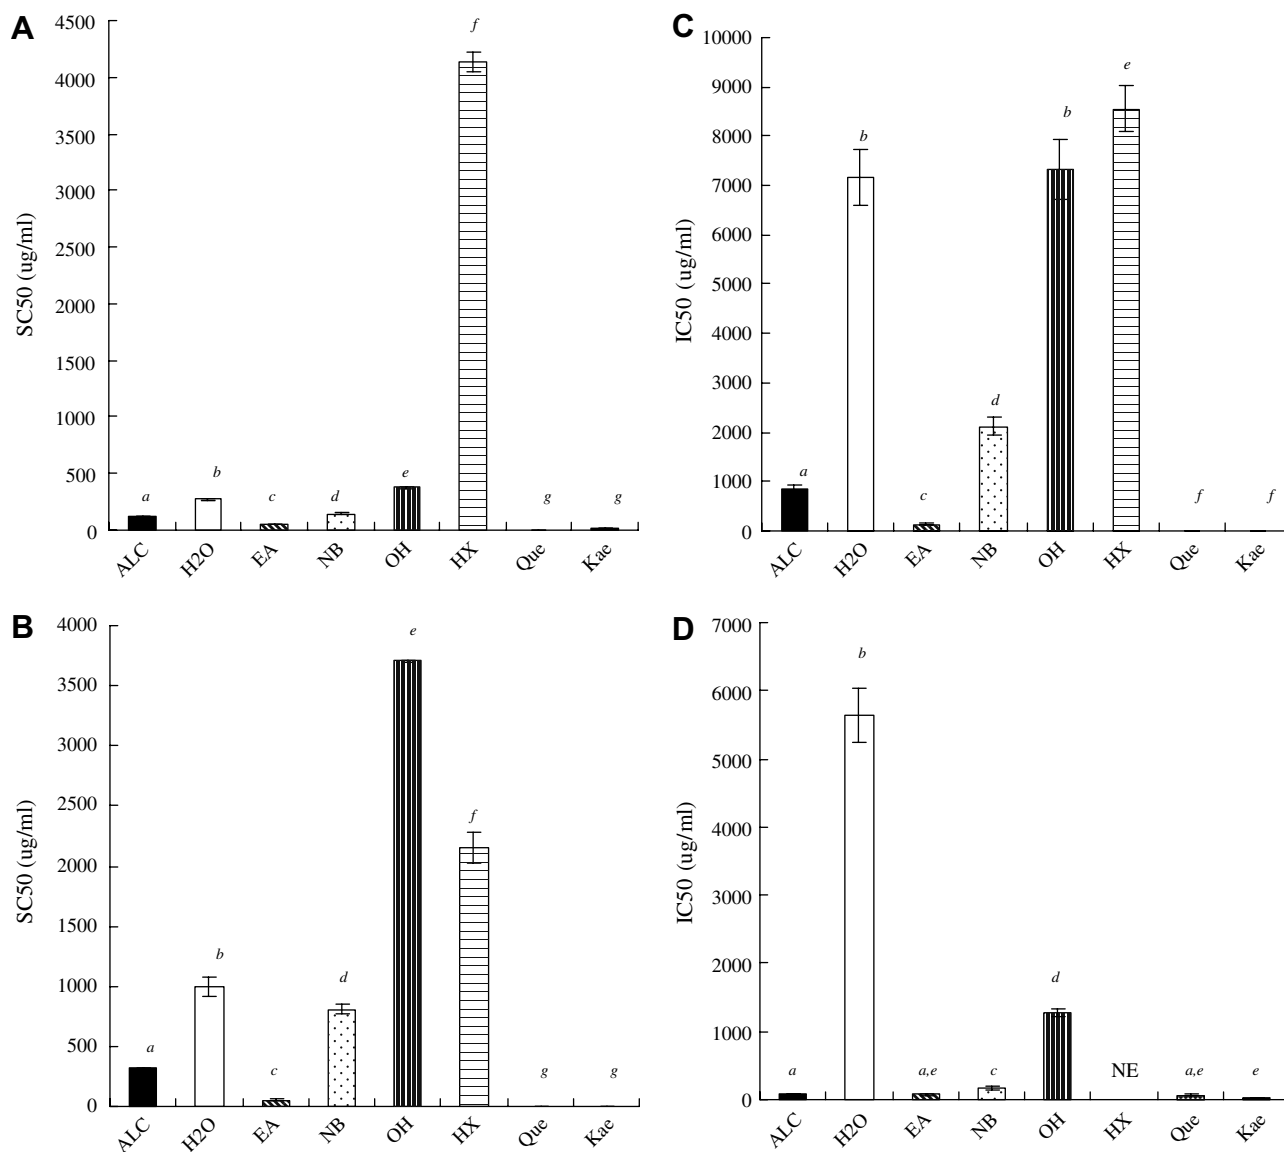 A
SC50 (ug/ml)
4500
4000
3500
3000
2500
2000
1500
1000
500
0
a
b
c
d
e
f
g
g
ALC
H2O
EA
NB
OH
HX
Que
Kae
C
IC50 (ug/ml)
10000
9000
8000
7000
6000
5000
4000
3000
2000
1000
0
a
b
c
d
b
e
f
f
ALC
H2O
EA
NB
OH
HX
Que
Kae
B
SC50 (ug/ml)
4000
3500
3000
2500
2000
1500
1000
500
0
a
b
c
d
e
f
g
g
ALC
H2O
EA
NB
OH
HX
Que
Kae
D
IC50 (ug/ml)
7000
6000
5000
4000
3000
2000
1000
0
a
b
a,e
c
d
NE
a,e
e
ALC
H2O
EA
NB
OH
HX
Que
Kae